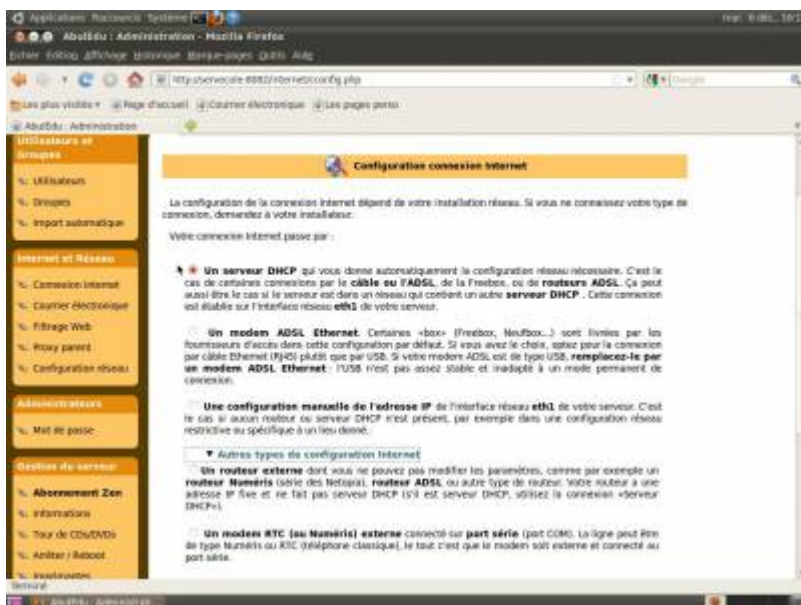 Applications Raccourcis Système
AbulÉdu : Administration - Mozilla Firefox
Fichier Édition Affichage Historique Marque-pages Outils Aide
http://servecole:8082/internet/config.php
Google
Les plus visités Page d'accueil Courrier électronique Les pages perso
AbulÉdu : Administration
Utilisateurs et
Groupes
Utilisateurs
Groupes
Import automatique
Internet et Réseau
Connexion internet
Courrier électronique
Filtrage Web
Proxy parent
Configuration réseau
Administrateurs
Mot de passe
Gestion du serveur
Abonnement Zen
Informations
Tour de CDs/DVDs
Arrêter / Reboot
Imprimantes
Configuration connexion Internet
La configuration de la connexion Internet dépend de votre installation réseau. Si vous ne connaissez votre type de
connexion, demandez à votre installateur.
Votre connexion Internet passe par :
Un serveur DHCP qui vous donne automatiquement la configuration réseau nécessaire. C'est le
cas de certaines connexions par le câble ou l'ADSL, de la Freebox, ou de routeurs ADSL. Ça peut
aussi être le cas si le serveur est dans un réseau qui contient un autre serveur DHCP . Cette connexion
est établie sur l'interface réseau eth1 de votre serveur.
Un modem ADSL Ethernet. Certaines «box» (Freebox, Neufbox...) sont livrées par les
fournisseurs d'accès dans cette configuration par défaut. Si vous avez le choix, optez pour la connexion
par câble Ethernet (RJ45) plutôt que par USB. Si votre modem ADSL est de type USB, remplacez-le par
un modem ADSL Ethernet : l'USB n'est pas assez stable et inadapté à un mode permanent de
connexion.
Une configuration manuelle de l'adresse IP de l'interface réseau eth1 de votre serveur. C'est
le cas si aucun routeur ou serveur DHCP n'est présent, par exemple dans une configuration réseau
restrictive ou spécifique à un lieu donné.
▼ Autres types de configuration Internet
Un routeur externe dont vous ne pouvez pas modifier les paramètres, comme par exemple un
routeur Numéris (série des Netopia), routeur ADSL ou autre type de routeur. Votre routeur a une
adresse IP fixe et ne fait pas serveur DHCP (s'il est serveur DHCP, utilisez la connexion «Serveur
DHCP»).
Un modem RTC (ou Numéris) externe connecté sur port série (port COM). La ligne peut être
de type Numéris ou RTC (téléphone classique), le tout c'est que le modem soit externe et connecté au
port série.
Terminé